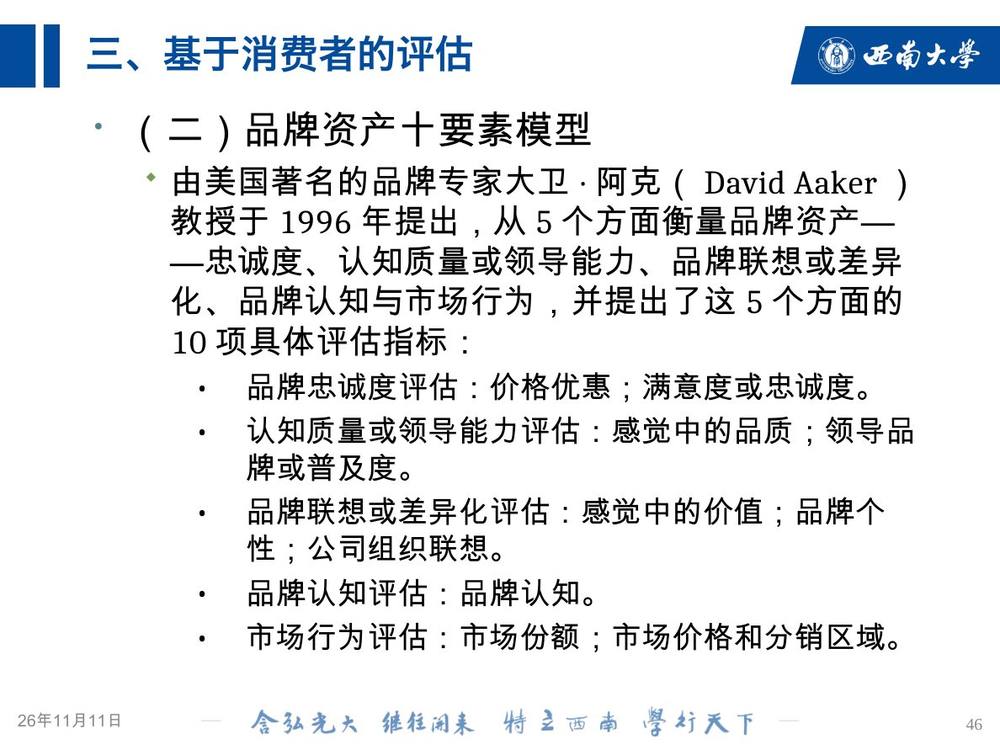 三、基于消费者的评估
西南大学
（二）品牌资产十要素模型
由美国著名的品牌专家大卫·阿克（ David Aaker ）
教授于 1996 年提出，从 5 个方面衡量品牌资产—
—忠诚度、认知质量或领导能力、品牌联想或差异
化、品牌认知与市场行为，并提出了这 5 个方面的
10 项具体评估指标：
• 品牌忠诚度评估：价格优惠；满意度或忠诚度。
• 认知质量或领导能力评估：感觉中的品质；领导品
牌或普及度。
• 品牌联想或差异化评估：感觉中的价值；品牌个
性；公司组织联想。
• 品牌认知评估：品牌认知。
• 市场行为评估：市场份额；市场价格和分销区域。
26年11月11日
含弘光大 继往开来 特立西南 學行天下
46